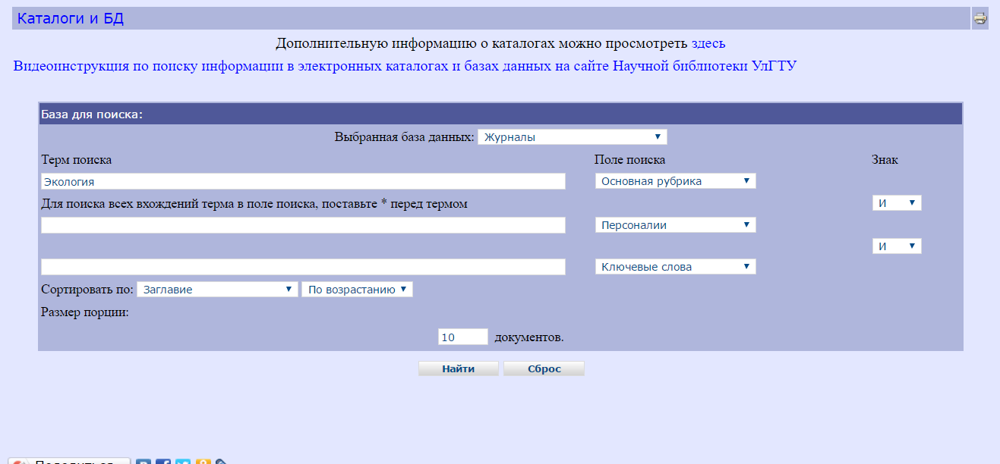 Каталоги и БД
Дополнительную информацию о каталогах можно просмотреть здесь
Видеоинструкция по поиску информации в электронных каталогах и базах данных на сайте Научной библиотеки УлГТУ
База для поиска:
Выбранная база данных: Журналы
Терм поиска Поле поиска Знак
Экология Основная рубрика
Для поиска всех вхождений терма в поле поиска, поставьте * перед термом И
Персоналии
И
Ключевые слова
Сортировать по: Заглавие По возрастанию
Размер порции:
10 документов.
Найти Сброс
Поделиться